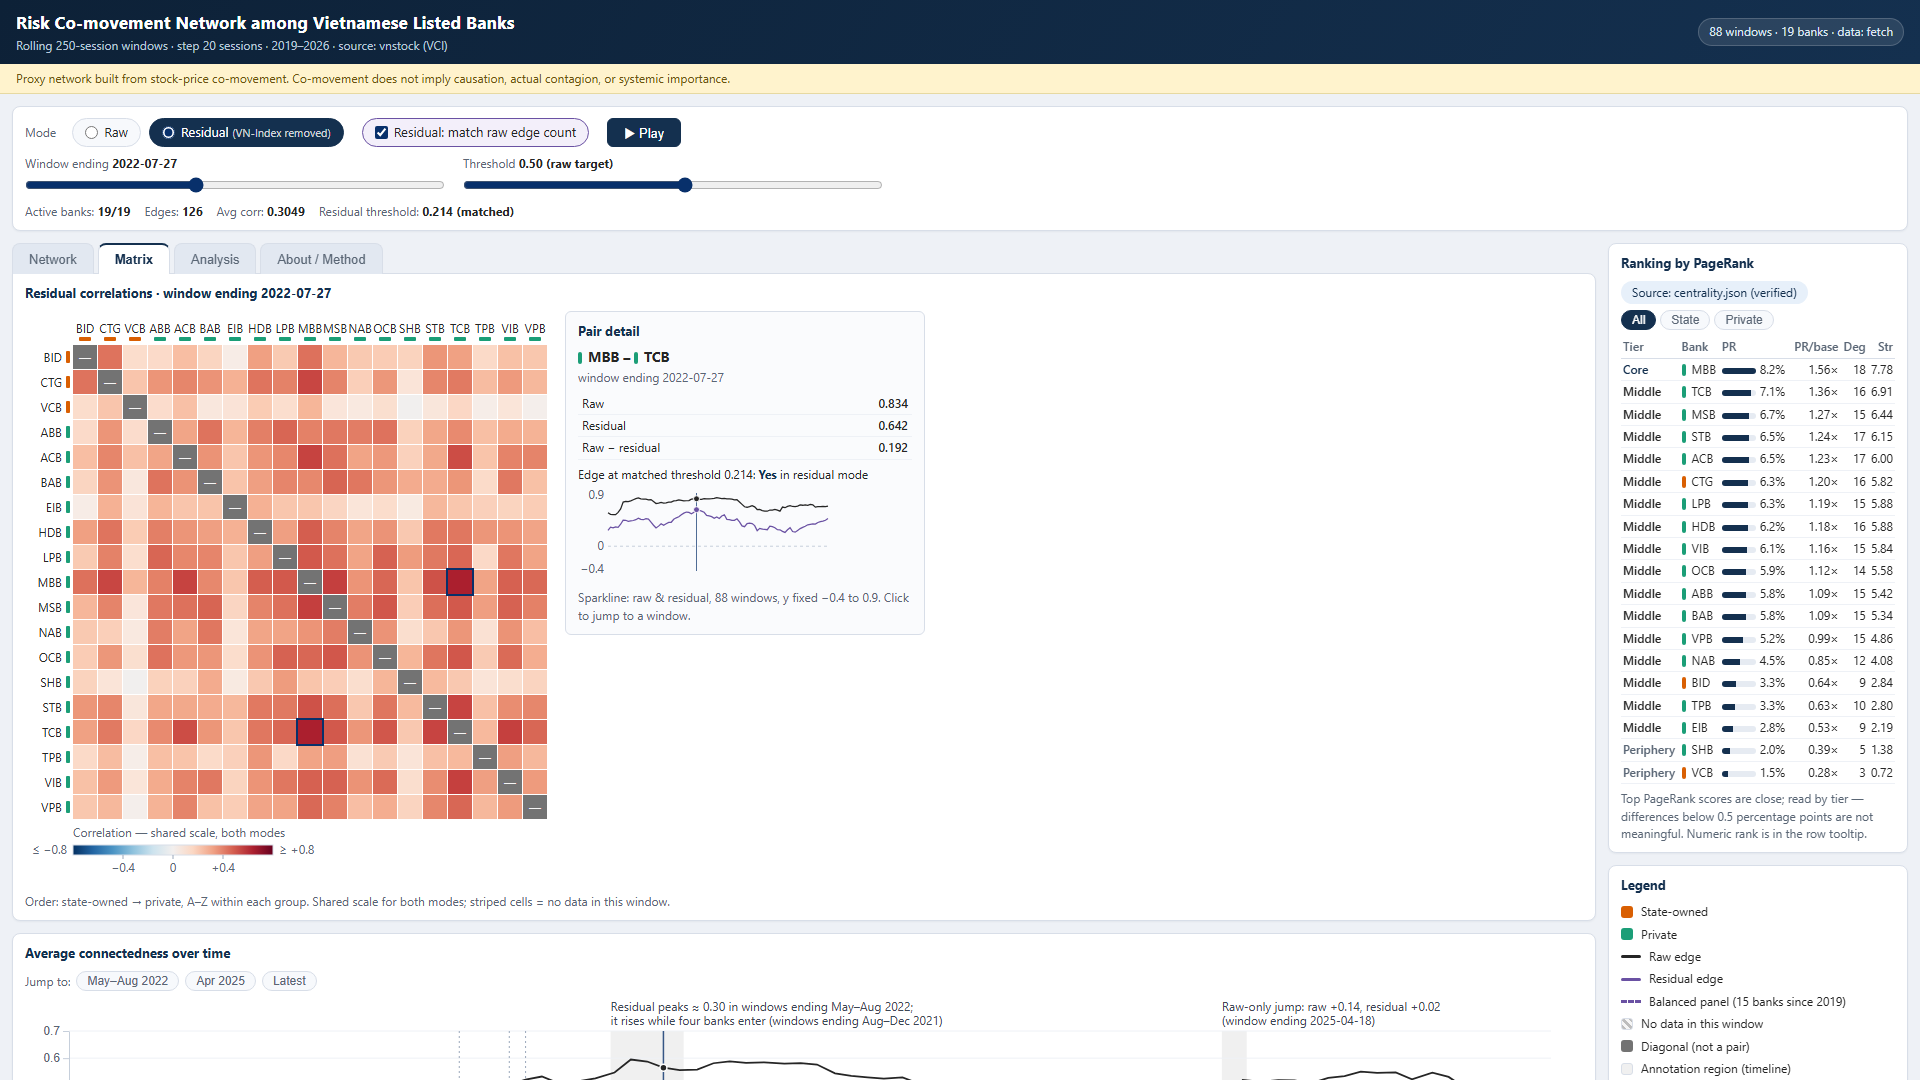 Risk Co-movement Network among Vietnamese Listed Banks
Rolling 250-session windows · step 20 sessions · 2019–2026 · source: vnstock (VCI)
88 windows · 19 banks · data: fetch
Proxy network built from stock-price co-movement. Co-movement does not imply causation, actual contagion, or systemic importance.
Mode Raw Residual (VN-Index removed) Residual: match raw edge count ▶ Play
Window ending 2022-07-27 Threshold 0.50 (raw target)
Active banks: 19/19 Edges: 126 Avg corr: 0.3049 Residual threshold: 0.214 (matched)
Network Matrix Analysis About / Method
Residual correlations · window ending 2022-07-27
BID CTG VCB ABB ACB BAB EIB HDB LPB MBB MSB NAB OCB SHB STB TCB TPB VIB VPB
BID —
CTG —
VCB —
ABB —
ACB —
BAB —
EIB —
HDB —
LPB —
MBB —
MSB —
NAB —
OCB —
SHB —
STB —
TCB —
TPB —
VIB —
VPB —
Correlation — shared scale, both modes
≤ −0.8 ≥ +0.8
−0.4 0 +0.4
Order: state-owned → private, A–Z within each group. Shared scale for both modes; striped cells = no data in this window.
Pair detail
MBB – TCB
window ending 2022-07-27
Raw 0.834
Residual 0.642
Raw − residual 0.192
Edge at matched threshold 0.214: Yes in residual mode
0.9
0
−0.4
Sparkline: raw & residual, 88 windows, y fixed −0.4 to 0.9. Click
to jump to a window.
Ranking by PageRank
Source: centrality.json (verified)
All State Private
Tier Bank PR PR/base Deg Str
Core MBB 8.2% 1.56× 18 7.78
Middle TCB 7.1% 1.36× 16 6.91
Middle MSB 6.7% 1.27× 15 6.44
Middle STB 6.5% 1.24× 17 6.15
Middle ACB 6.5% 1.23× 17 6.00
Middle CTG 6.3% 1.20× 16 5.82
Middle LPB 6.3% 1.19× 15 5.88
Middle HDB 6.2% 1.18× 16 5.88
Middle VIB 6.1% 1.16× 15 5.84
Middle OCB 5.9% 1.12× 14 5.58
Middle ABB 5.8% 1.09× 15 5.42
Middle BAB 5.8% 1.09× 15 5.34
Middle VPB 5.2% 0.99× 15 4.86
Middle NAB 4.5% 0.85× 12 4.08
Middle BID 3.3% 0.64× 9 2.84
Middle TPB 3.3% 0.63× 10 2.80
Middle EIB 2.8% 0.53× 9 2.19
Periphery SHB 2.0% 0.39× 5 1.38
Periphery VCB 1.5% 0.28× 3 0.72
Top PageRank scores are close; read by tier —
differences below 0.5 percentage points are not
meaningful. Numeric rank is in the row tooltip.
Legend
State-owned
Private
Raw edge
Residual edge
Balanced panel (15 banks since 2019)
No data in this window
Diagonal (not a pair)
Annotation region (timeline)
Average connectedness over time
Jump to: May–Aug 2022 Apr 2025 Latest
Residual peaks ≈ 0.30 in windows ending May–Aug 2022;
it rises while four banks enter (windows ending Aug–Dec 2021)
Raw-only jump: raw +0.14, residual +0.02
(window ending 2025-04-18)
0.7
0.6